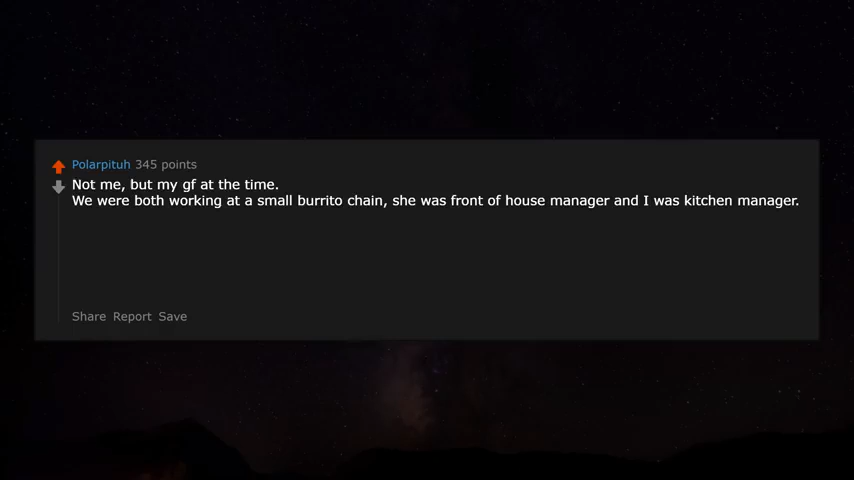 Polarpituh 345 points
Not me, but my gf at the time.
We were both working at a small burrito chain, she was front of house manager and I was kitchen manager.
Share Report Save